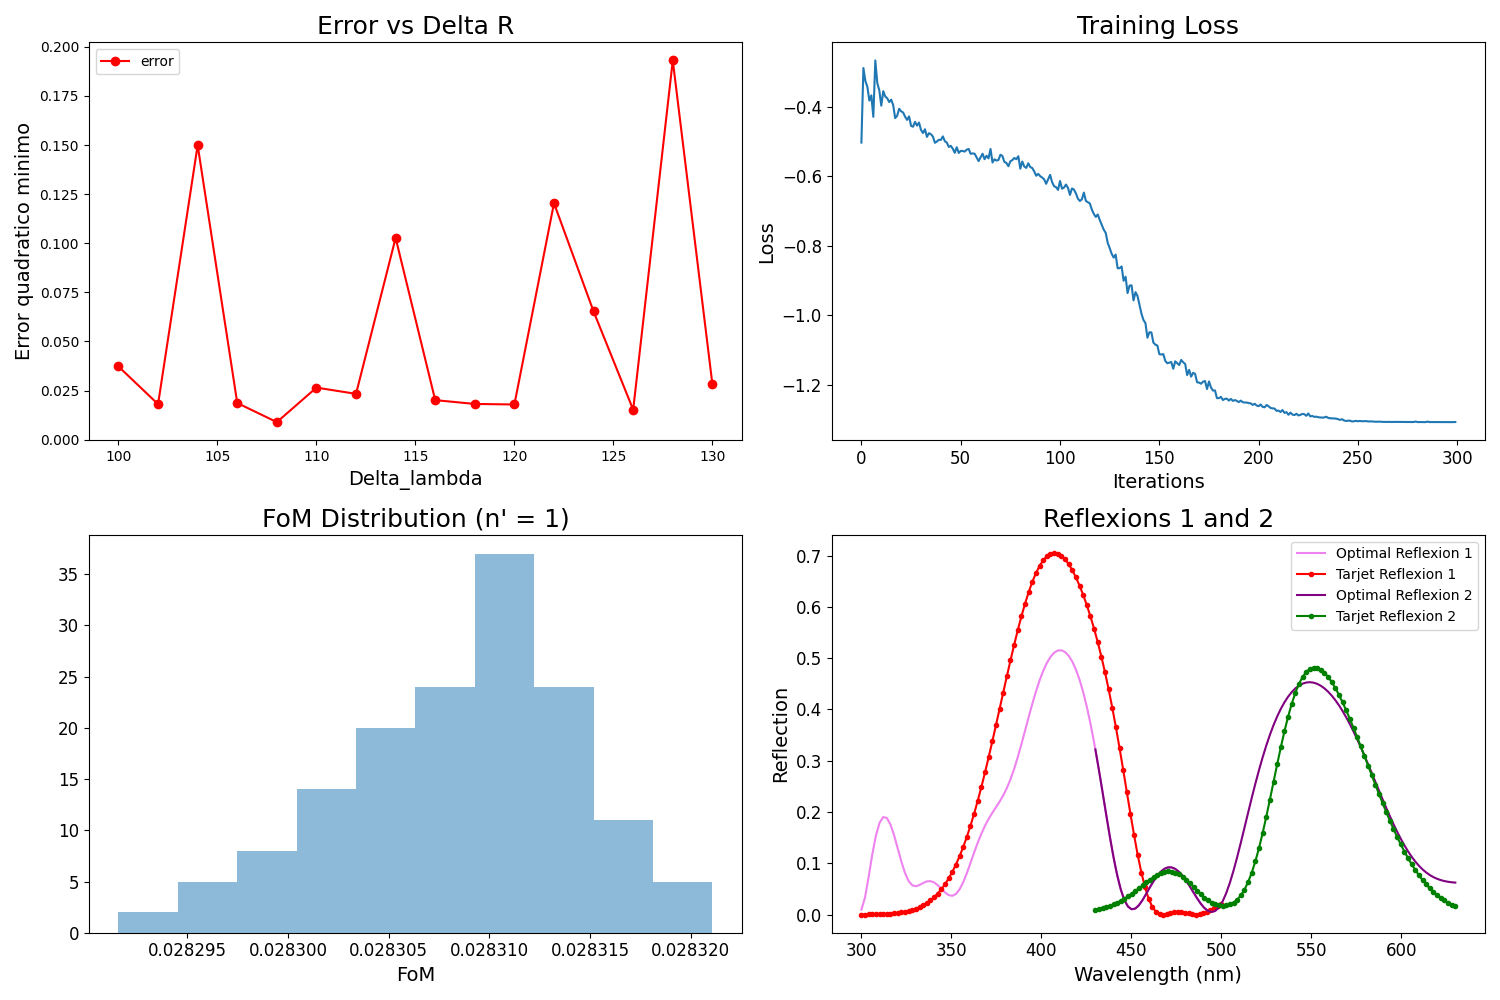 Error vs Delta R
error
Error quadratico minimo
0.200
0.175
0.150
0.125
0.100
0.075
0.050
0.025
0.000
100 105 110 115 120 125 130
Delta_lambda
Training Loss
Loss
−0.4
−0.6
−0.8
−1.0
−1.2
0 50 100 150 200 250 300
Iterations
FoM Distribution (n' = 1)
35
30
25
20
15
10
5
0
0.028295 0.028300 0.028305 0.028310 0.028315 0.028320
FoM
Reflexions 1 and 2
Optimal Reflexion 1
Tarjet Reflexion 1
Optimal Reflexion 2
Tarjet Reflexion 2
Reflection
0.7
0.6
0.5
0.4
0.3
0.2
0.1
0.0
300 350 400 450 500 550 600
Wavelength (nm)